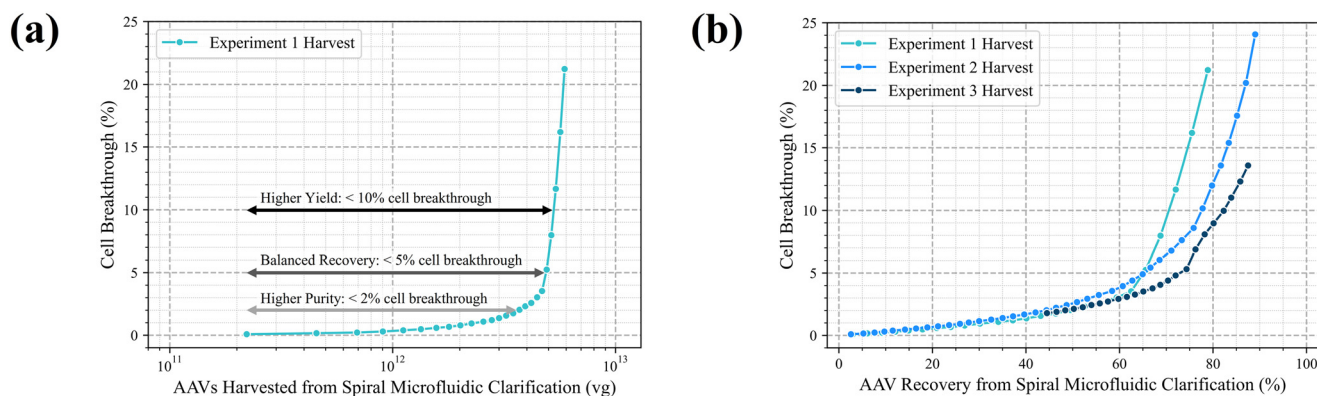 (a)
Experiment 1 Harvest
Cell Breakthrough (%)
25
20
15
10
5
0
Higher Yield: < 10% cell breakthrough
Balanced Recovery: < 5% cell breakthrough
Higher Purity: < 2% cell breakthrough
10^11
10^12
10^13
AAVs Harvested from Spiral Microfluidic Clarification (vg)
(b)
Experiment 1 Harvest
Experiment 2 Harvest
Experiment 3 Harvest
Cell Breakthrough (%)
25
20
15
10
5
0
0 20 40 60 80 100
AAV Recovery from Spiral Microfluidic Clarification (%)